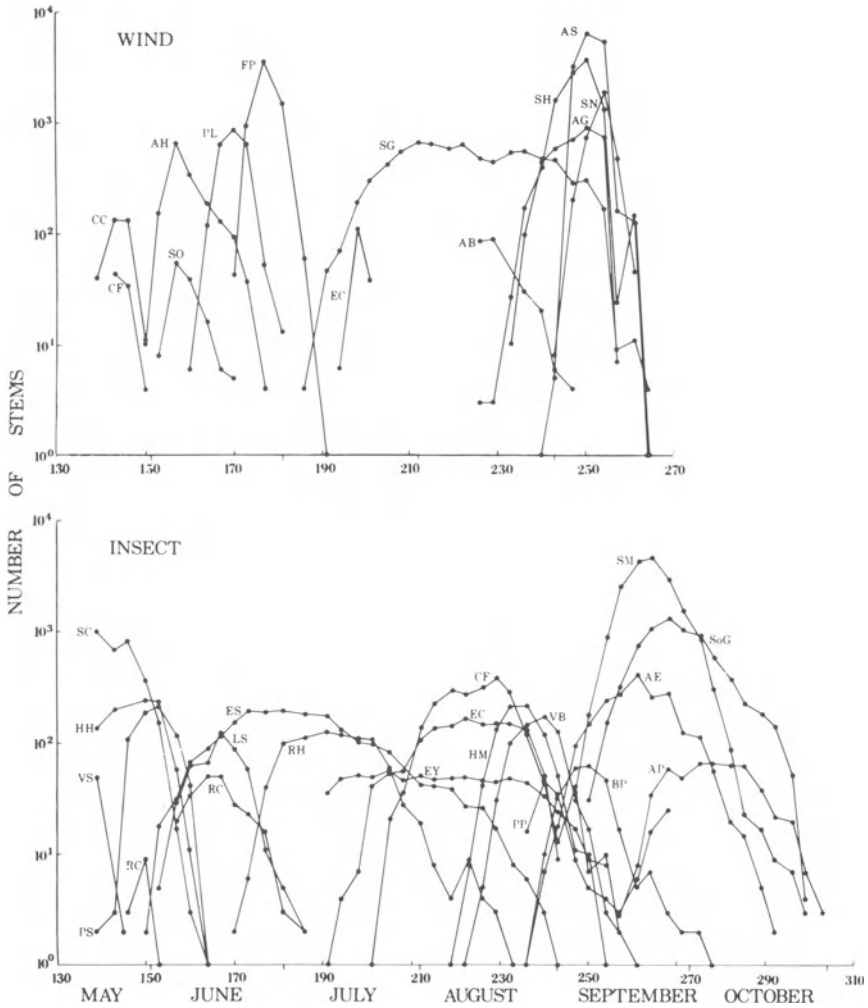 10⁴
WIND
AS
FP
SH
SN
10³
AG
PL
AH
SG
CC
10²
SO
AB
CF
EC
10¹
10⁰
130 150 170 190 210 230 250 270
NUMBER OF STEMS
10⁴
INSECT
SM
10³
SC
SoG
CF
AE
ES
EC
VB
HH
LS
10²
RH
HM
VS
EY
AP
RC
BP
PP
10¹
RC
PS
10⁰
130 150 170 190 210 230 250 270 290 310
MAY JUNE JULY AUGUST SEPTEMBER OCTOBER